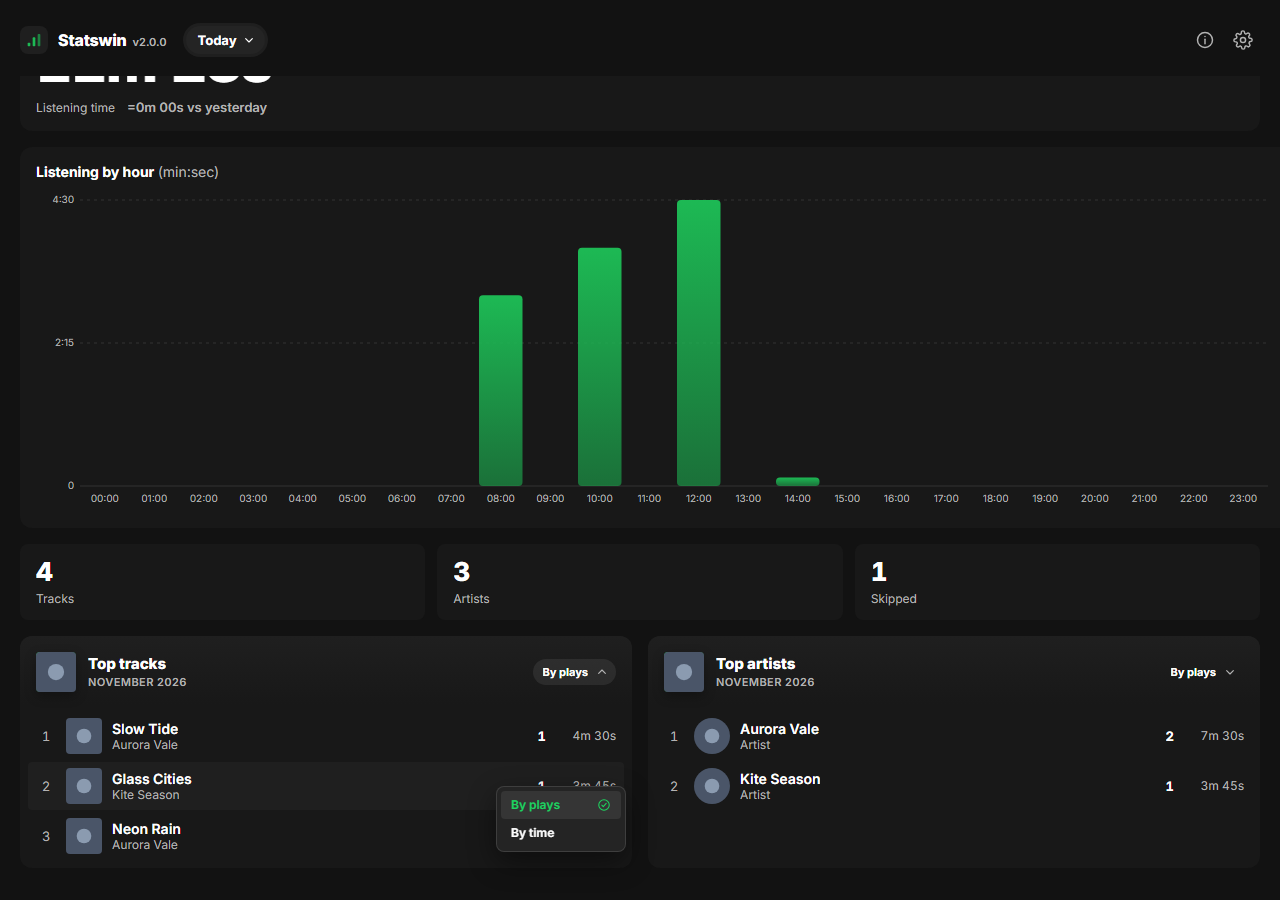 Statswin v2.0.0 Today
Listening time =0m 00s vs yesterday
Listening by hour (min:sec)
4:30
2:15
0
00:00 01:00 02:00 03:00 04:00 05:00 06:00 07:00 08:00 09:00 10:00 11:00 12:00 13:00 14:00 15:00 16:00 17:00 18:00 19:00 20:00 21:00 22:00 23:00
4
Tracks
3
Artists
1
Skipped
Top tracks
NOVEMBER 2026
By plays
1 Slow Tide 1 4m 30s
Aurora Vale
2 Glass Cities 1 3m 45s
Kite Season
3 Neon Rain
Aurora Vale
By plays
By time
Top artists
NOVEMBER 2026
By plays
1 Aurora Vale 2 7m 30s
Artist
2 Kite Season 1 3m 45s
Artist